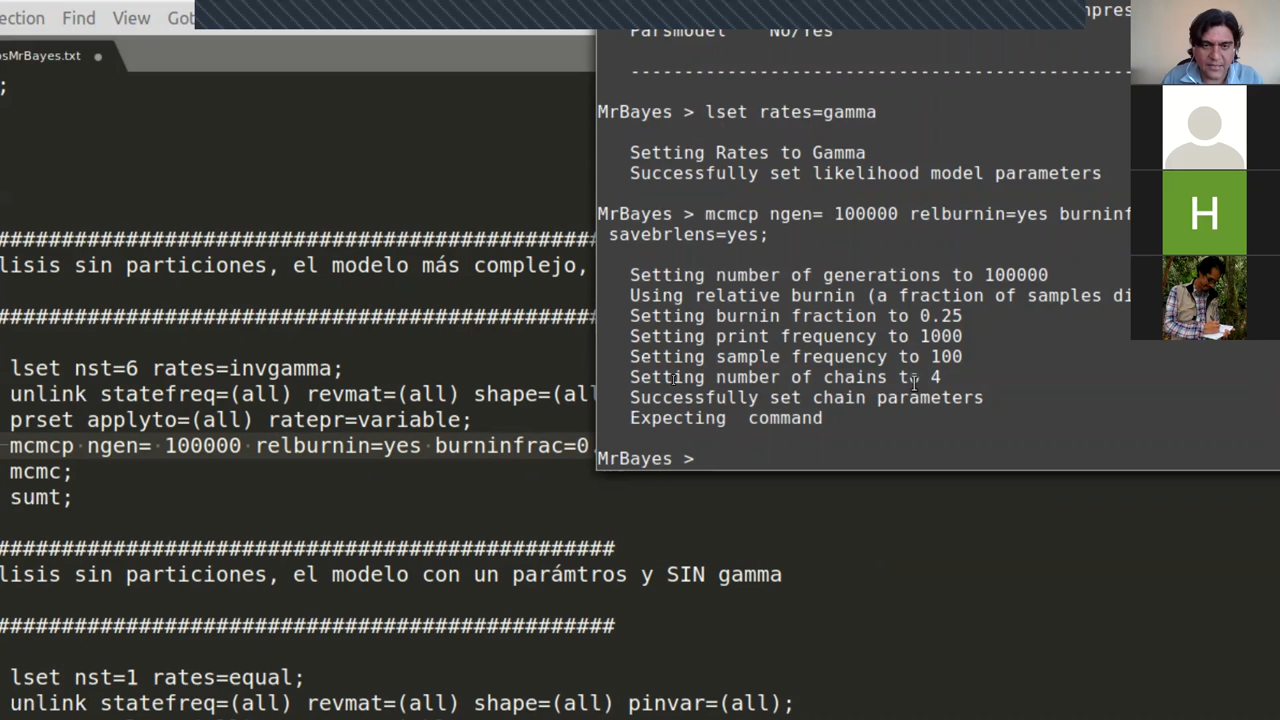 ection Find View Got
osMrBayes.txt
;
################################################
lisis sin particiones, el modelo más complejo,
################################################
lset nst=6 rates=invgamma;
unlink statefreq=(all) revmat=(all) shape=(all
prset applyto=(all) ratepr=variable;
mcmcp ngen= 100000 relburnin=yes burninfrac=0
mcmc;
sumt;
################################################
lisis sin particiones, el modelo con un parámtros y SIN gamma
################################################
lset nst=1 rates=equal;
unlink statefreq=(all) revmat=(all) shape=(all) pinvar=(all);
Parsmodel No/Yes
------------------------------------------------
MrBayes > lset rates=gamma
Setting Rates to Gamma
Successfully set likelihood model parameters
MrBayes > mcmcp ngen= 100000 relburnin=yes burninf
savebrlens=yes;
Setting number of generations to 100000
Using relative burnin (a fraction of samples di
Setting burnin fraction to 0.25
Setting print frequency to 1000
Setting sample frequency to 100
Setting number of chains to 4
Successfully set chain parameters
Expecting command
MrBayes >
H